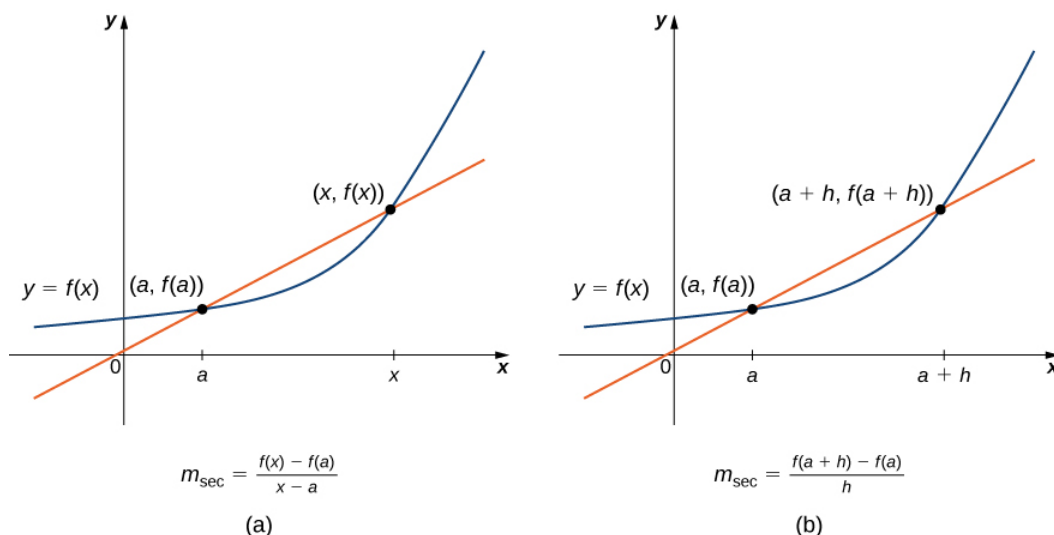 y
(x, f(x))
y = f(x)
(a, f(a))
0
a
x
x
m_sec = (f(x) − f(a))/(x − a)
(a)
y
(a + h, f(a + h))
y = f(x)
(a, f(a))
0
a
a + h
x
m_sec = (f(a + h) − f(a))/h
(b)